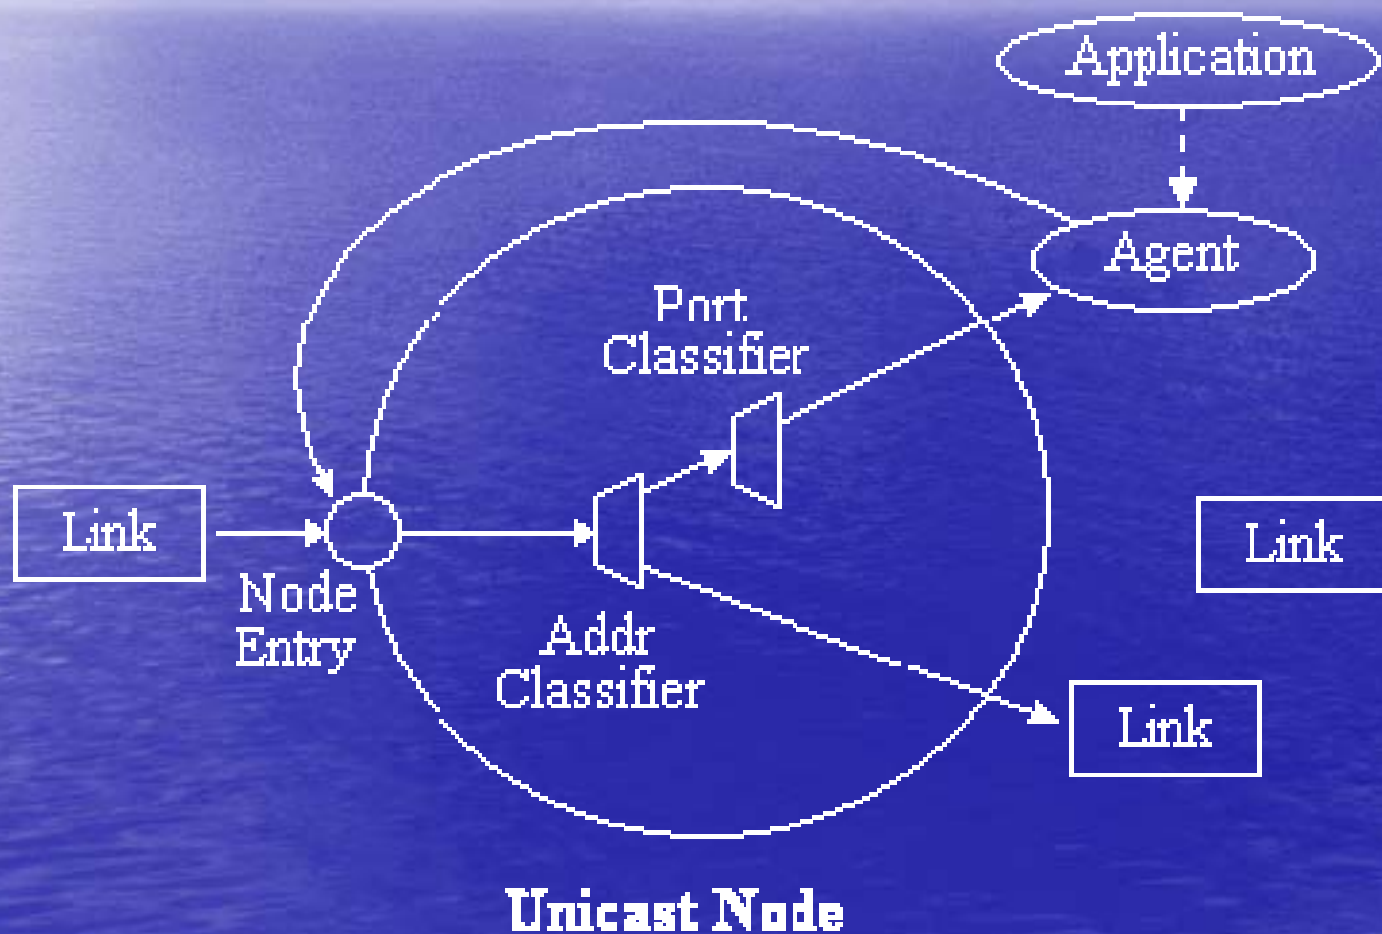 Application
Agent
Port
Classifier
Link
Link
Node
Entry
Addr
Classifier
Link
Unicast Node